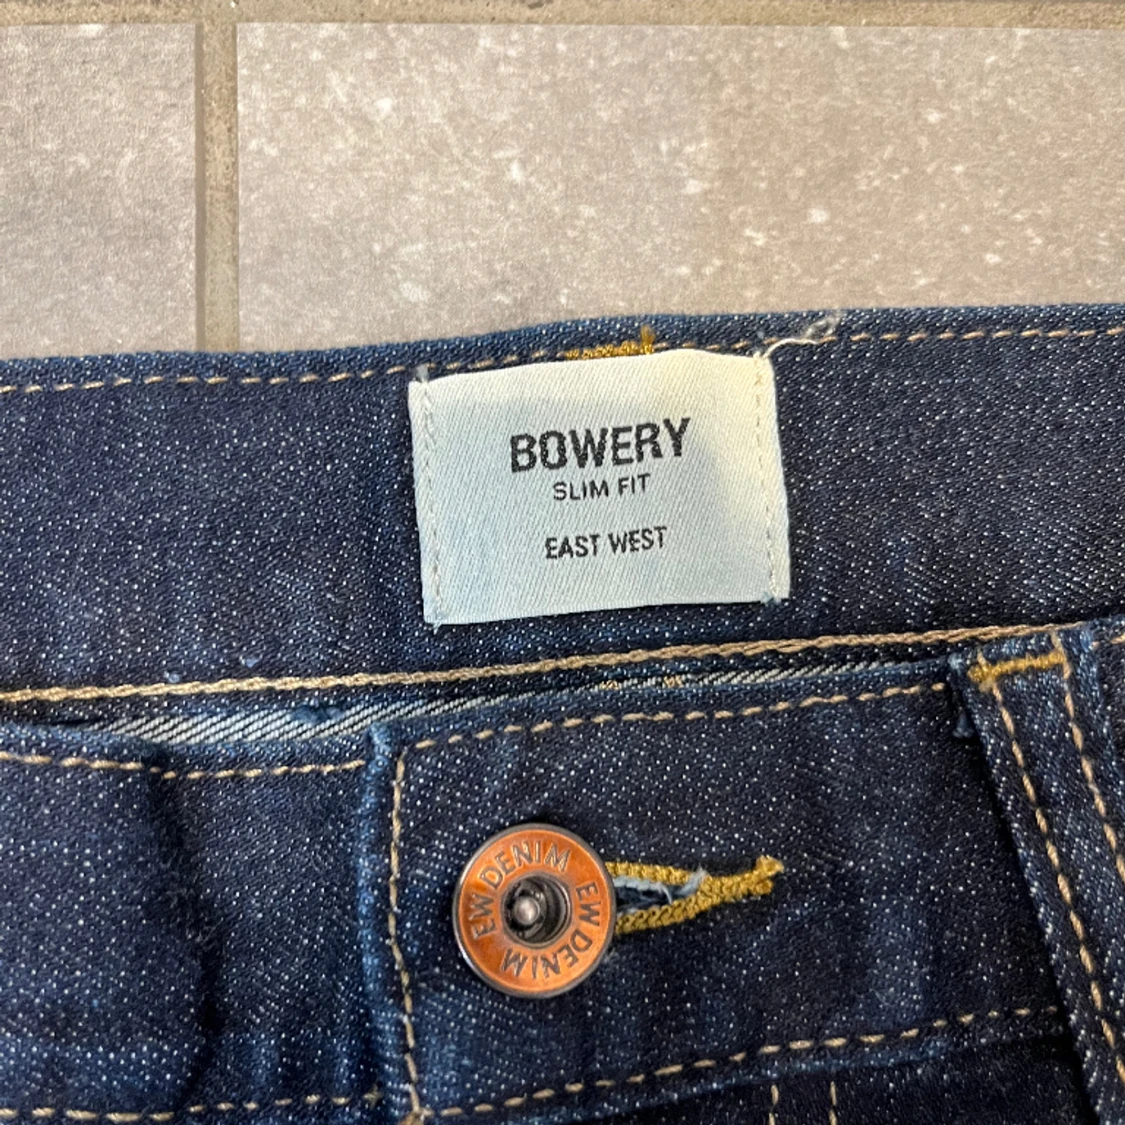 BOWERY
SLIM FIT
EAST WEST
EW DENIM EW DENIM